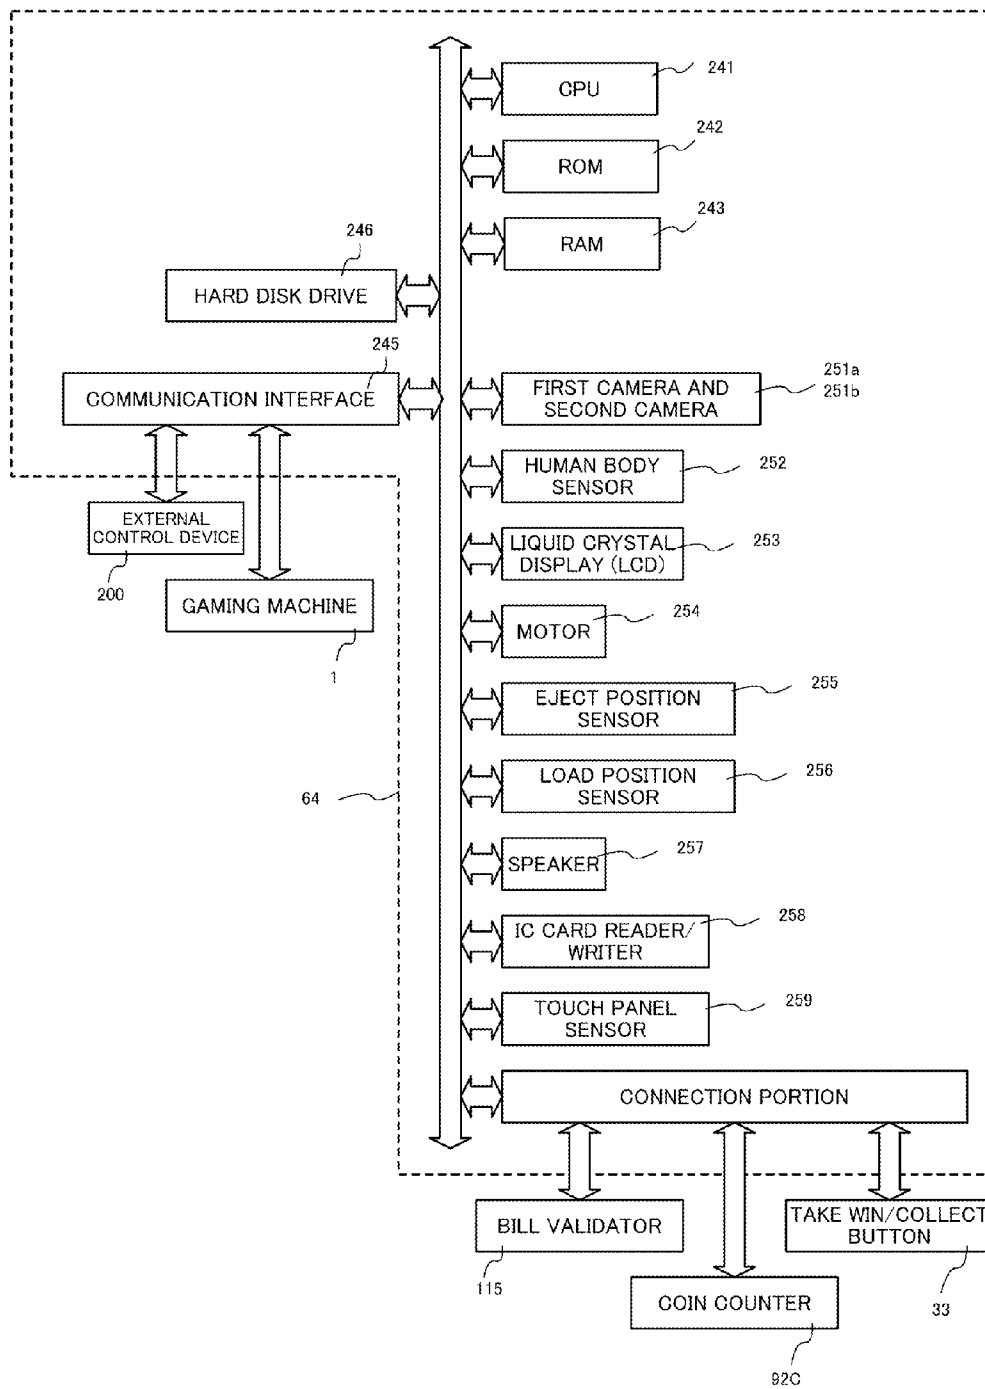 241
CPU
242
ROM
243
RAM
246
HARD DISK DRIVE
245
COMMUNICATION INTERFACE
251a
251b
FIRST CAMERA AND
SECOND CAMERA
HUMAN BODY
SENSOR
252
EXTERNAL
CONTROL DEVICE
200
LIQUID CRYSTAL
DISPLAY (LCD)
253
GAMING MACHINE
1
MOTOR
254
EJECT POSITION
SENSOR
255
LOAD POSITION
SENSOR
256
64
SPEAKER
257
IC CARD READER/
WRITER
258
TOUCH PANEL
SENSOR
259
CONNECTION PORTION
BILL VALIDATOR
115
TAKE WIN/COLLECT
BUTTON
33
COIN COUNTER
92C